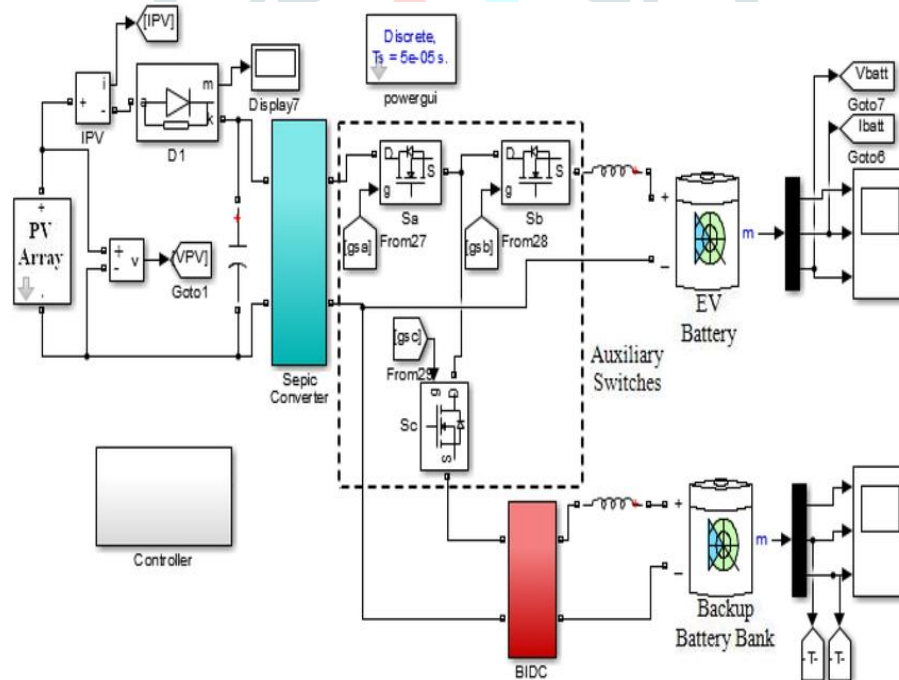 [IPV]
Discrete,
Ts = 5e-05 s.
powergui
Vbatt
Goto7
Ibatt
Goto6
i
+
-
IPV
a
m
k
D1
Display7
D
S
g
Sa
D
S
g
Sb
[gsa]
From27
[gsb]
From28
+
PV
Array
+
-
v
[VPV]
Goto1
+
m
EV
Battery
Auxiliary
Switches
[gsc]
From29
Sepic
Converter
g
D
S
Sc
Controller
+
m
Backup
Battery Bank
BIDC
-T-
-T-